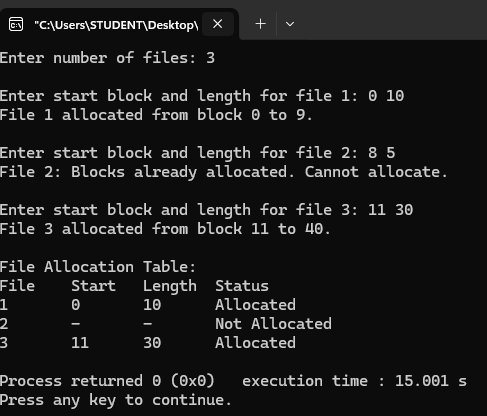 "C:\Users\STUDENT\Desktop\
Enter number of files: 3
Enter start block and length for file 1: 0 10
File 1 allocated from block 0 to 9.
Enter start block and length for file 2: 8 5
File 2: Blocks already allocated. Cannot allocate.
Enter start block and length for file 3: 11 30
File 3 allocated from block 11 to 40.
File Allocation Table:
File    Start   Length  Status
1       0       10      Allocated
2       -       -       Not Allocated
3       11      30      Allocated
Process returned 0 (0x0)   execution time : 15.001 s
Press any key to continue.